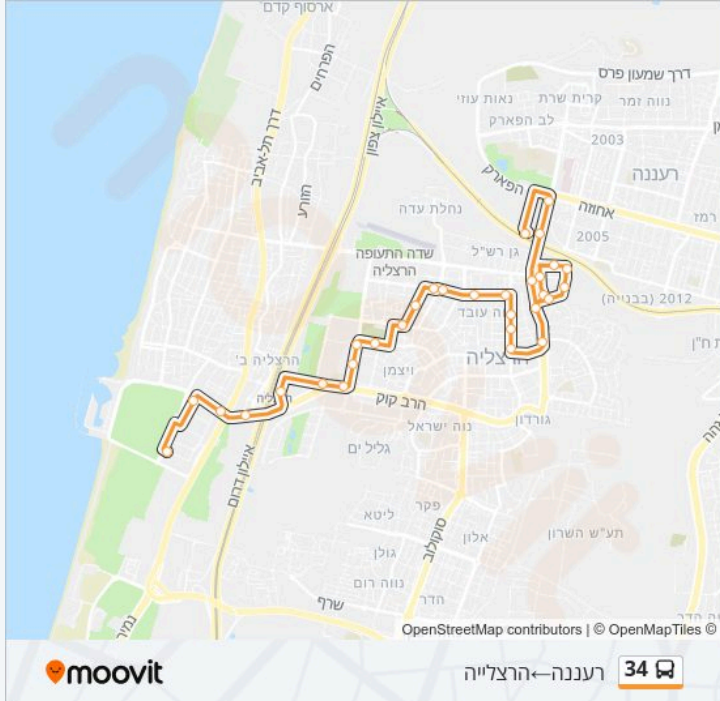 ארסוף קדם
הפרחים
דרך תל-אביב
איילון צפון
הזורע
דרך שמעון פרס
נאות עוזי
קרית שרת
נווה זמר
לב הפארק
2003
רעננה
הפארק
אחוזה
רמז
2005
נחלת עדה
גן רש"ל
שדה התעופה
הרצליה
2012 (בבנייה)
הרצליה ב'
ויצמן
הרב קוק
גורדון
נוה ישראל
גליל ים
איילון דרום
פקר
ליטא
סוקולוב
אלון
תע"ש השרון
גולן
נווה רום
הדר
שרף
נמיר
OpenStreetMap contributors | © OpenMapTiles ©
moovit
רעננה←הרצלייה
34